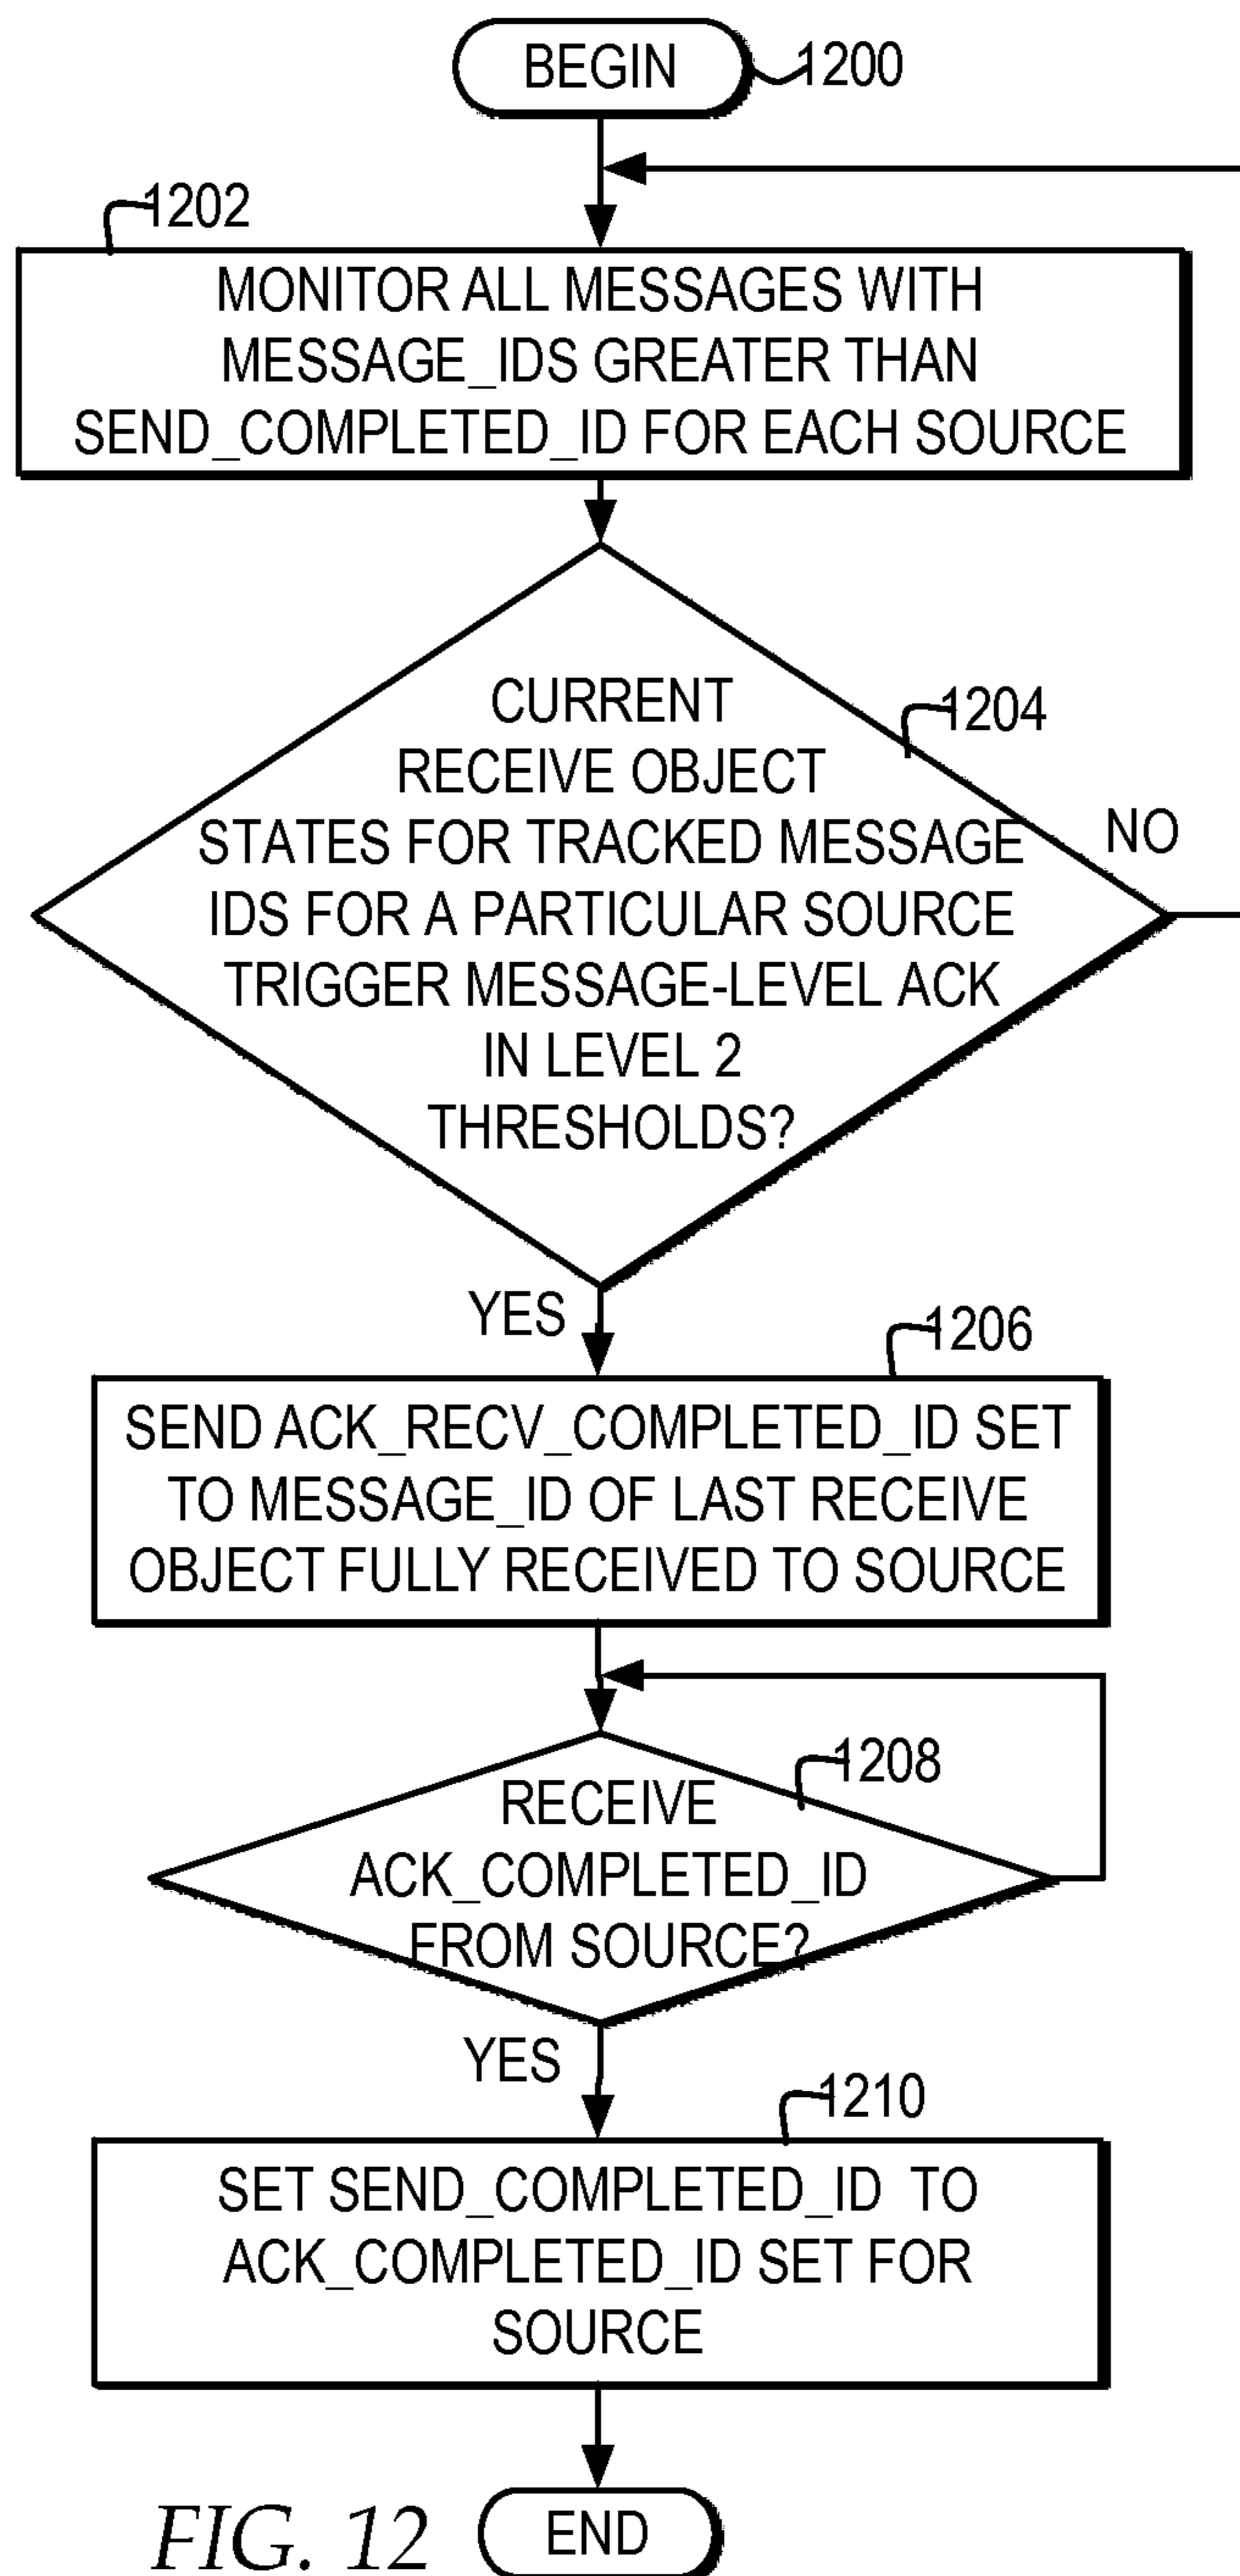 BEGIN
1200
1202
MONITOR ALL MESSAGES WITH
MESSAGE_IDS GREATER THAN
SEND_COMPLETED_ID FOR EACH SOURCE
1204
CURRENT
RECEIVE OBJECT
STATES FOR TRACKED MESSAGE
IDS FOR A PARTICULAR SOURCE
TRIGGER MESSAGE-LEVEL ACK
IN LEVEL 2
THRESHOLDS?
NO
YES
1206
SEND ACK_RECV_COMPLETED_ID SET
TO MESSAGE_ID OF LAST RECEIVE
OBJECT FULLY RECEIVED TO SOURCE
1208
RECEIVE
ACK_COMPLETED_ID
FROM SOURCE?
YES
1210
SET SEND_COMPLETED_ID TO
ACK_COMPLETED_ID SET FOR
SOURCE
END
FIG. 12